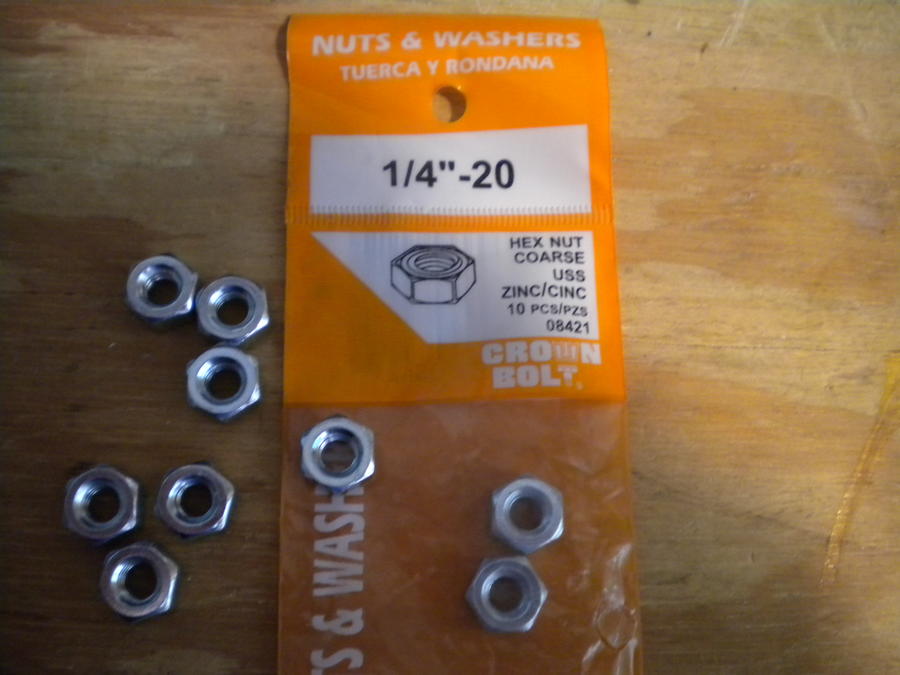 NUTS & WASHERS
TUERCA Y RONDANA
1/4"-20
HEX NUT
COARSE
USS
ZINC/CINC
10 PCS/PZS
08421
CROWN
BOLT
TS & WASH